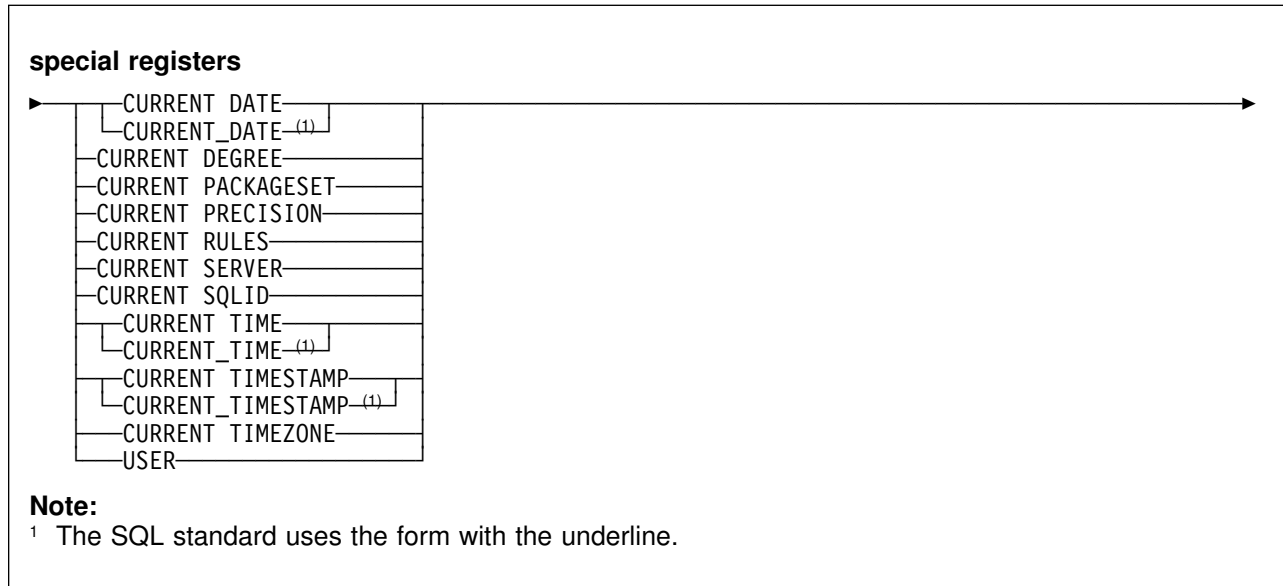 special registers
CURRENT DATE
CURRENT_DATE (1)
CURRENT DEGREE
CURRENT PACKAGESET
CURRENT PRECISION
CURRENT RULES
CURRENT SERVER
CURRENT SQLID
CURRENT TIME
CURRENT_TIME (1)
CURRENT TIMESTAMP
CURRENT_TIMESTAMP (1)
CURRENT TIMEZONE
USER
Note:
1 The SQL standard uses the form with the underline.